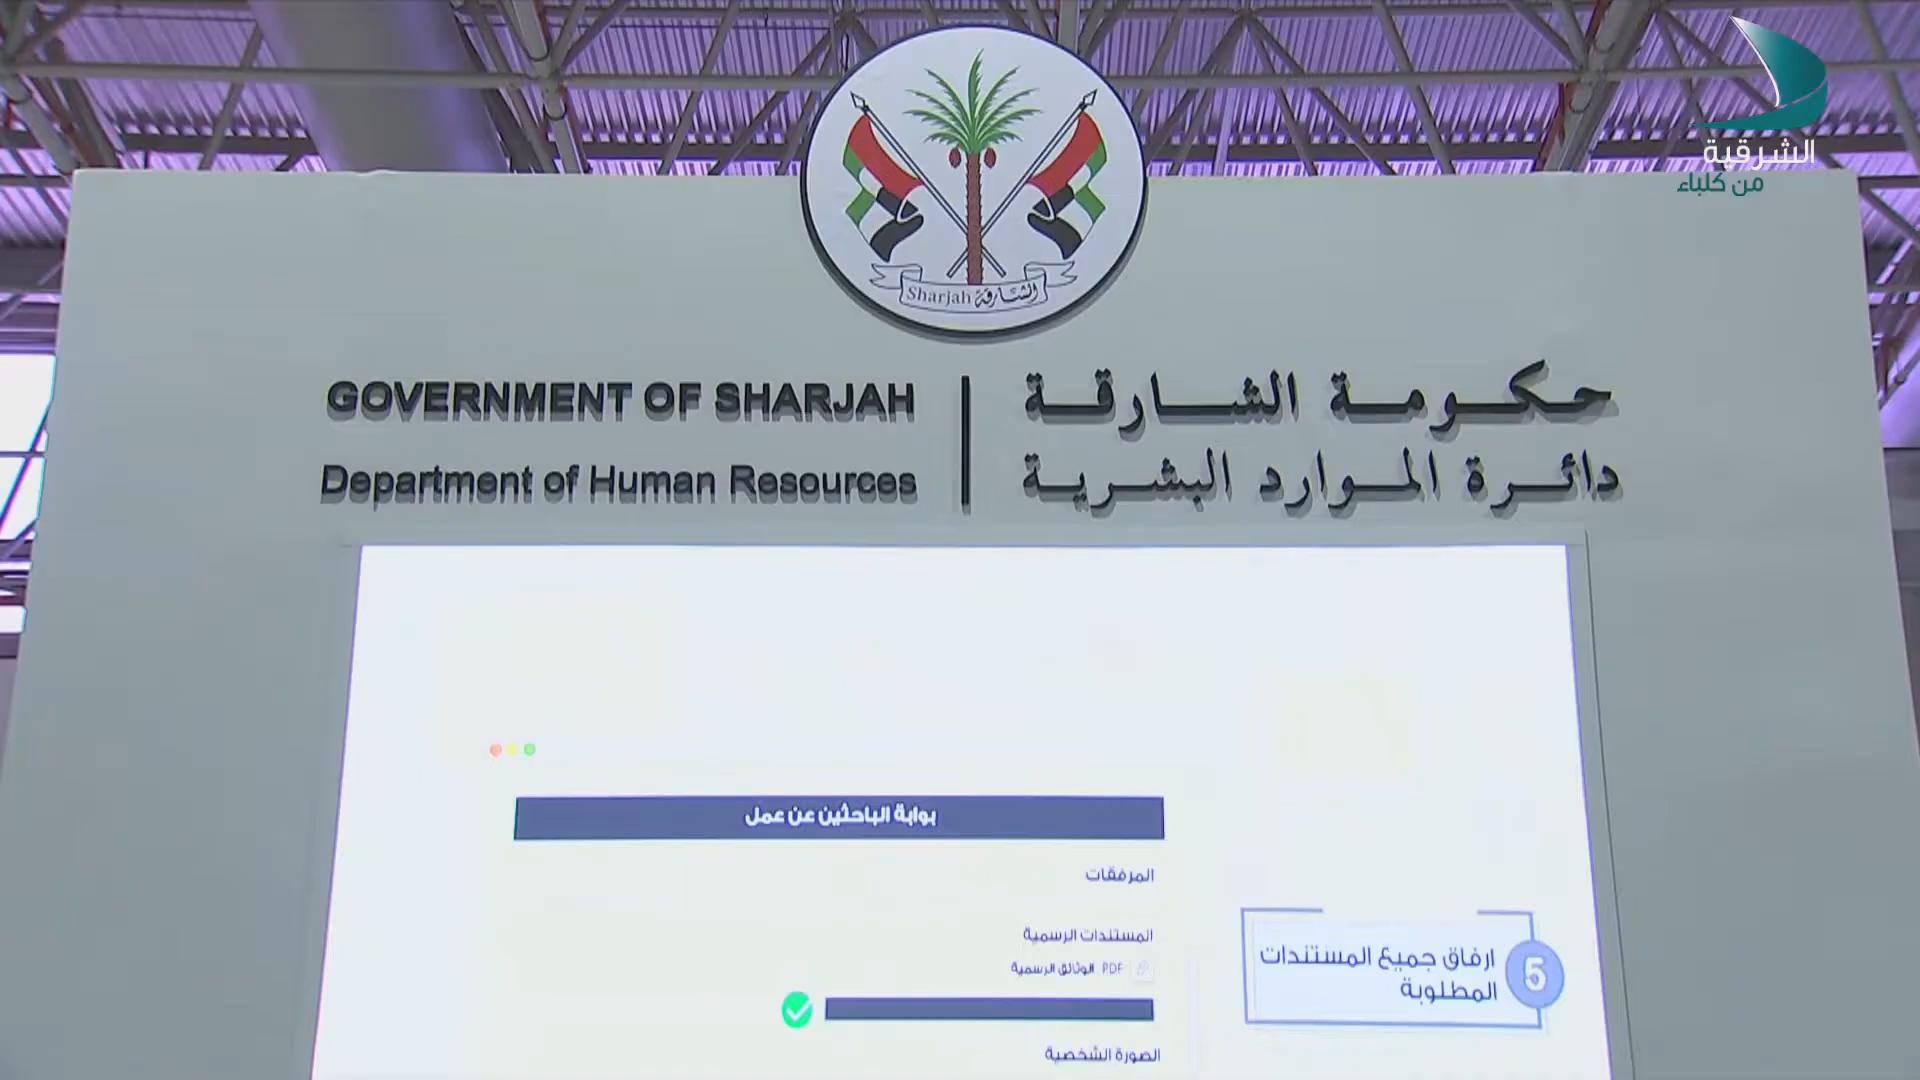 الشرقية
من كلباء
Sharjah الشارقة
GOVERNMENT OF SHARJAH
Department of Human Resources
حكومة الشارقة
دائرة الموارد البشرية
بوابة الباحثين عن عمل
المرفقات
المستندات الرسمية
PDF الوثائق الرسمية
الصورة الشخصية
5
ارفاق جميع المستندات
المطلوبة